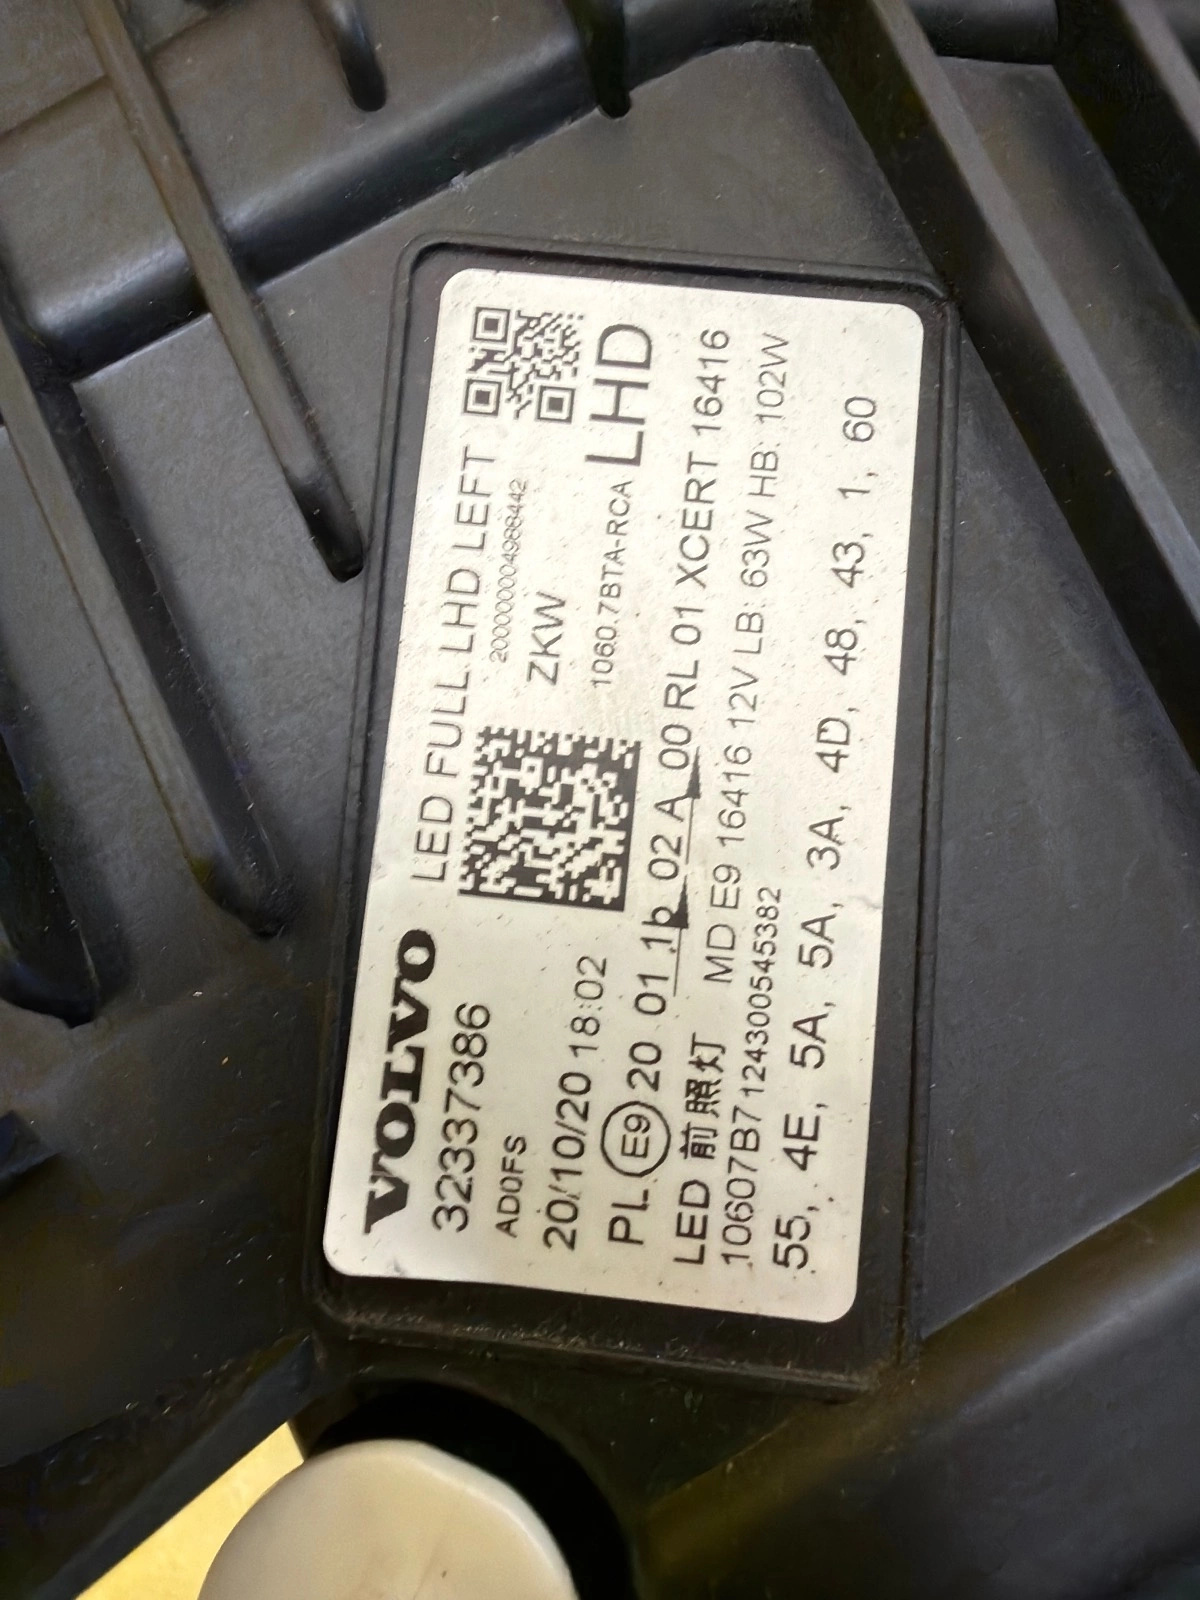 VOLVO LED FULL LHD LEFT
32337386 200000004988442
AD0FS ZKW
20/10/20 18:02 1060.7BTA-RCA LHD
PL E9 20 01 1b 02 A 00 RL 01 XCERT 16416
LED 前照灯 MD E9 16416 12V LB: 63W HB: 102W
10607B7124300545382
55, 4E, 5A, 5A, 3A, 4D, 48, 43, 1, 60